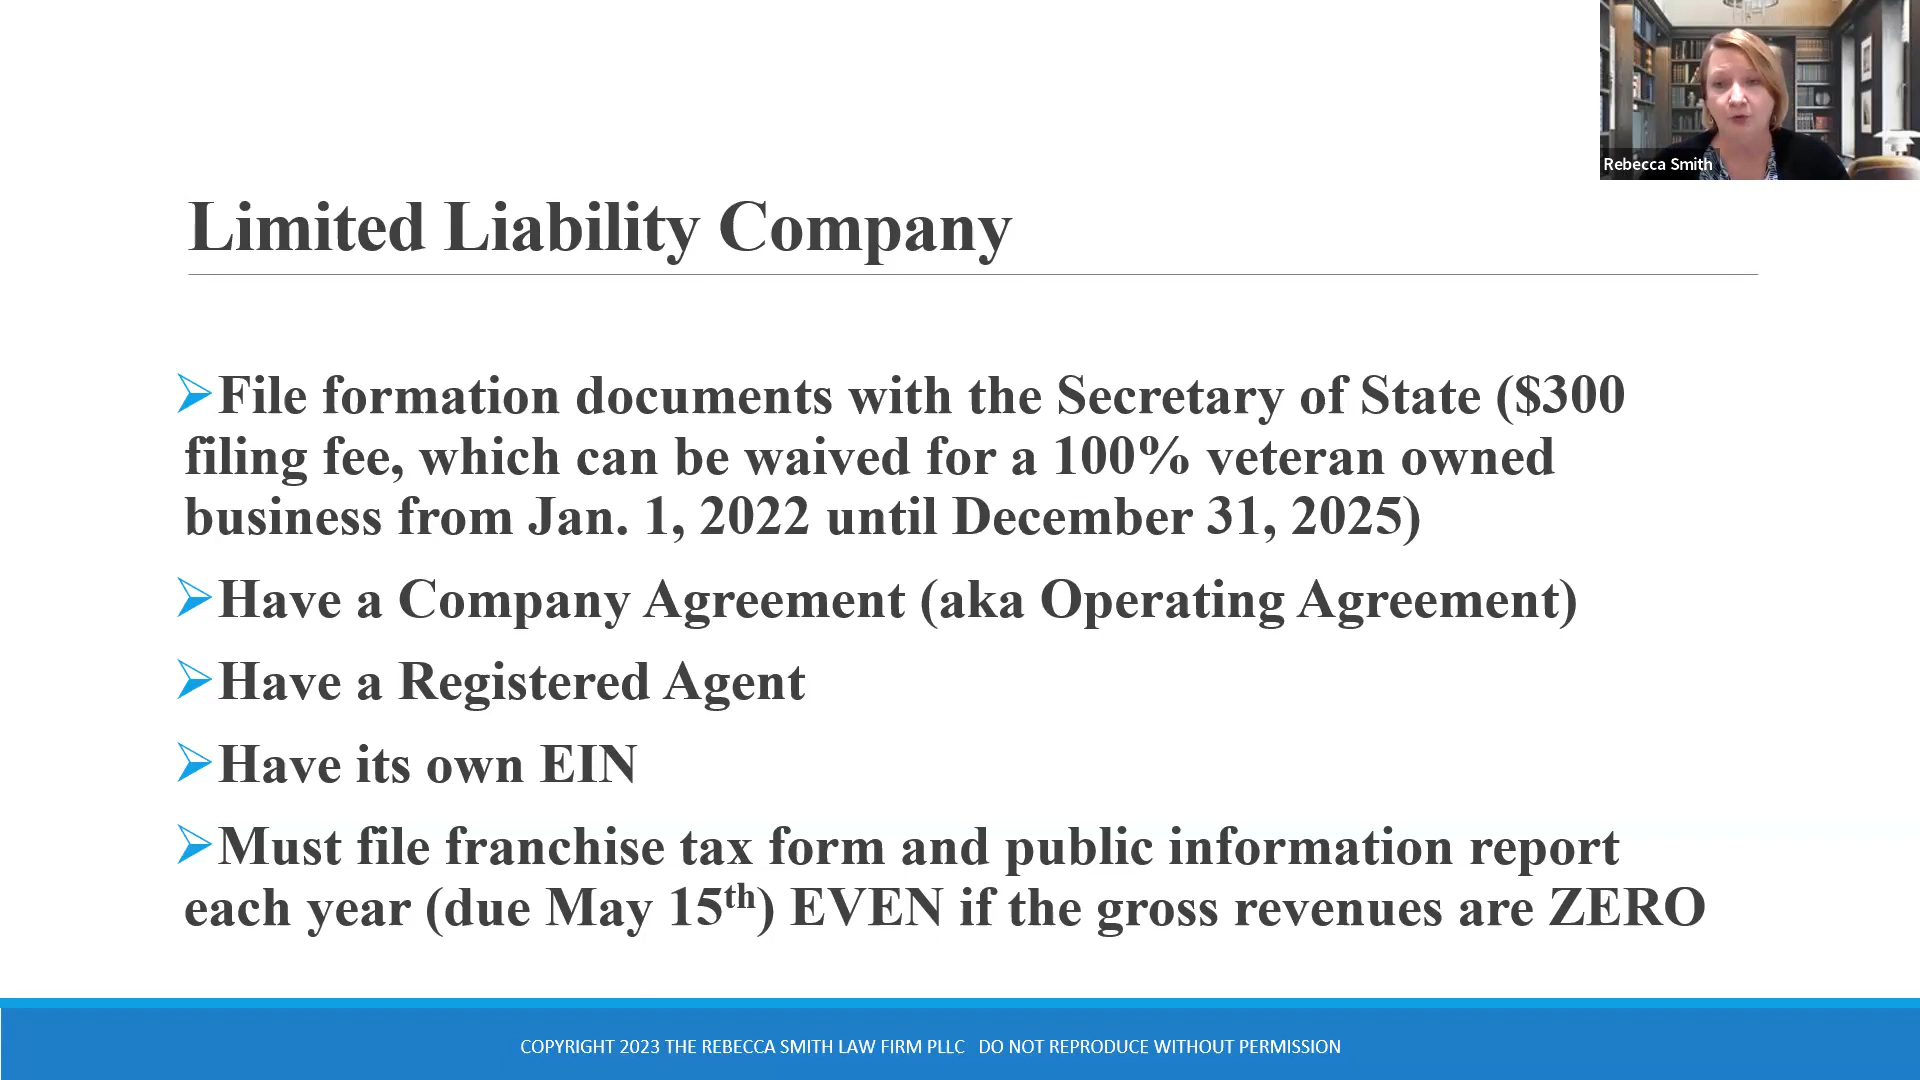 Rebecca Smith
Limited Liability Company
File formation documents with the Secretary of State ($300
filing fee, which can be waived for a 100% veteran owned
business from Jan. 1, 2022 until December 31, 2025)
Have a Company Agreement (aka Operating Agreement)
Have a Registered Agent
Have its own EIN
Must file franchise tax form and public information report
each year (due May 15th) EVEN if the gross revenues are ZERO
COPYRIGHT 2023 THE REBECCA SMITH LAW FIRM PLLC DO NOT REPRODUCE WITHOUT PERMISSION